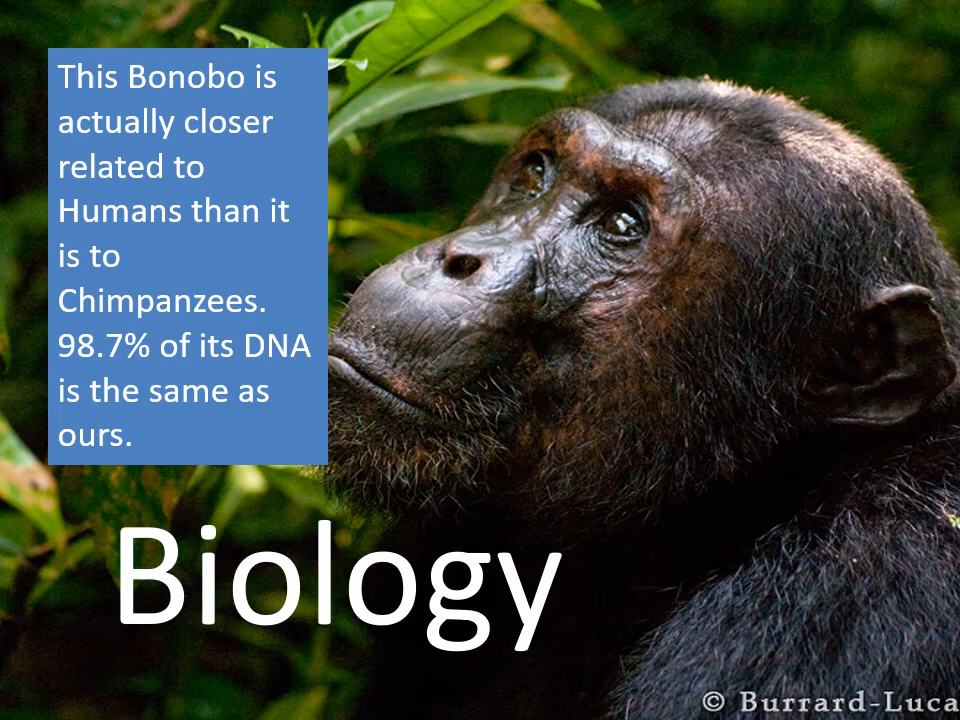 This Bonobo is
actually closer
related to
Humans than it
is to
Chimpanzees.
98.7% of its DNA
is the same as
ours.
Biology
© Burrard-Luca